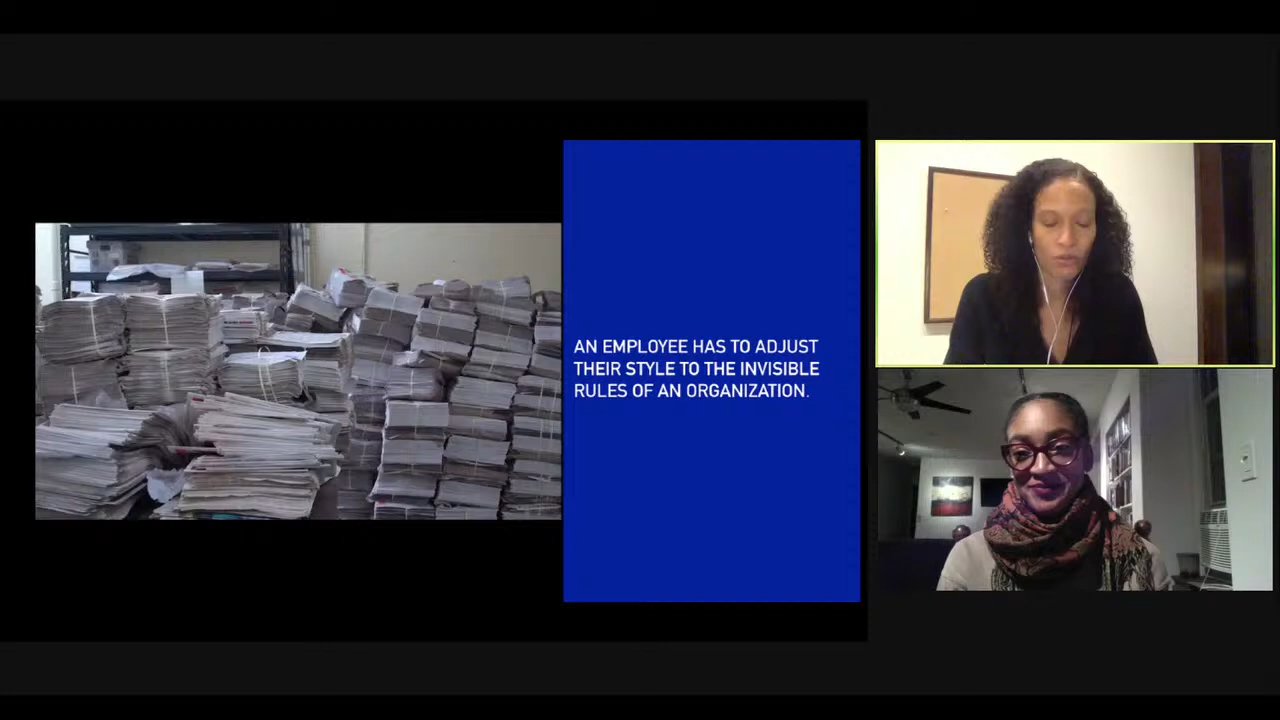 AN EMPLOYEE HAS TO ADJUST
THEIR STYLE TO THE INVISIBLE
RULES OF AN ORGANIZATION.